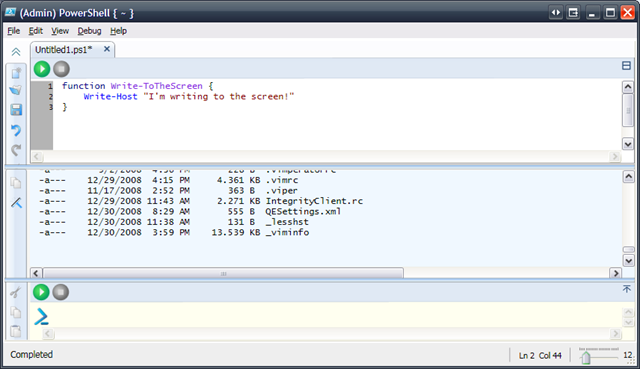 (Admin) PowerShell { ~ }
File Edit View Debug Help
Untitled1.ps1*
1 function Write-ToTheScreen {
2 Write-Host "I'm writing to the screen!"
3 }
-a--- 12/29/2008 4:15 PM 4.361 KB .vimrc
-a--- 11/17/2008 2:52 PM 363 B .viper
-a--- 12/29/2008 11:43 AM 2.271 KB IntegrityClient.rc
-a--- 12/30/2008 8:29 AM 555 B QESettings.xml
-a--- 12/30/2008 11:38 AM 131 B _lesshst
-a--- 12/30/2008 3:59 PM 13.539 KB _viminfo
Completed
Ln 2 Col 44
12